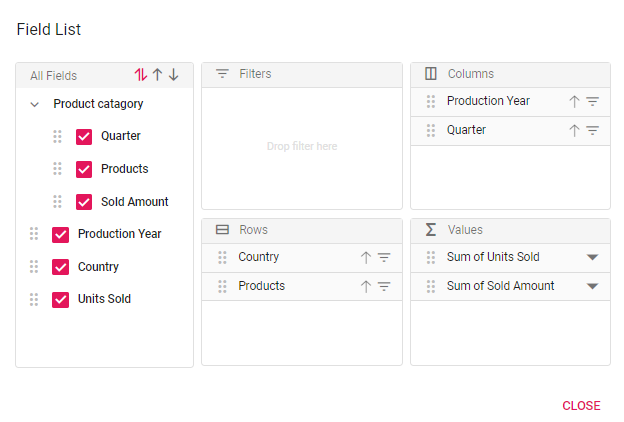 Field List
All Fields
Product catagory
Quarter
Products
Sold Amount
Production Year
Country
Units Sold
Filters
Drop filter here
Columns
Production Year
Quarter
Rows
Country
Products
Values
Sum of Units Sold
Sum of Sold Amount
CLOSE